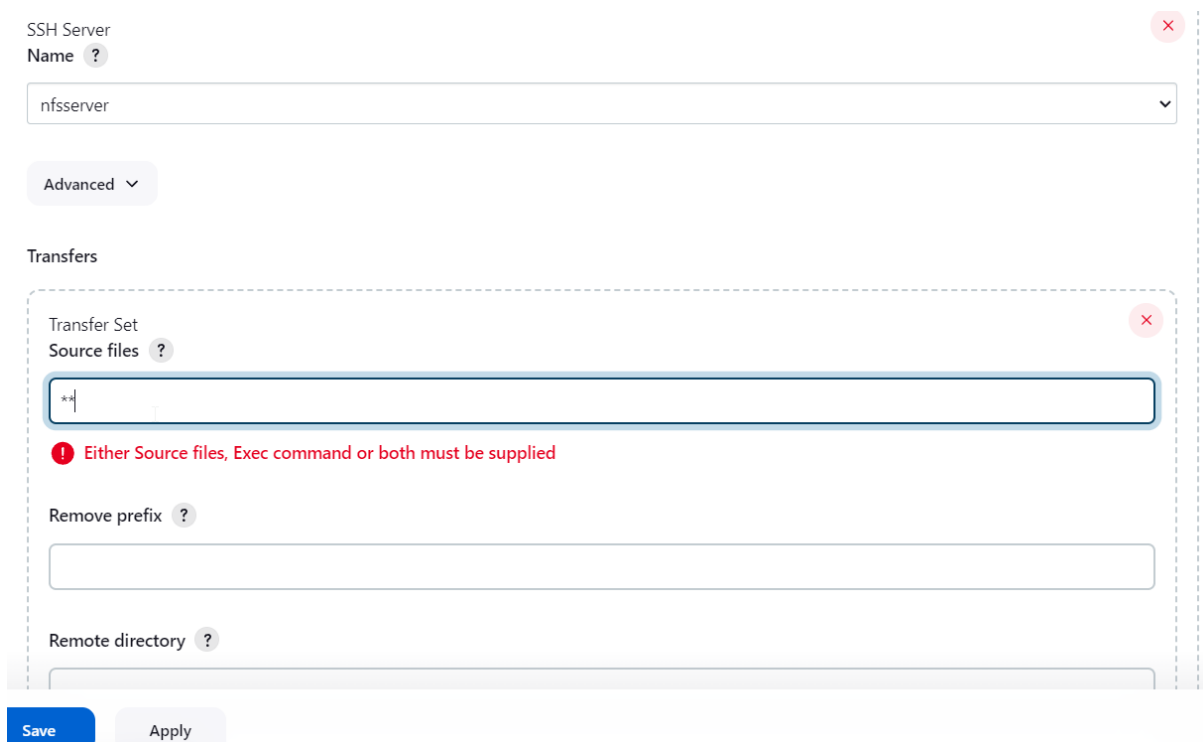 SSH Server
Name ?
nfsserver
Advanced
Transfers
Transfer Set
Source files ?
**
! Either Source files, Exec command or both must be supplied
Remove prefix ?
Remote directory ?
Save Apply